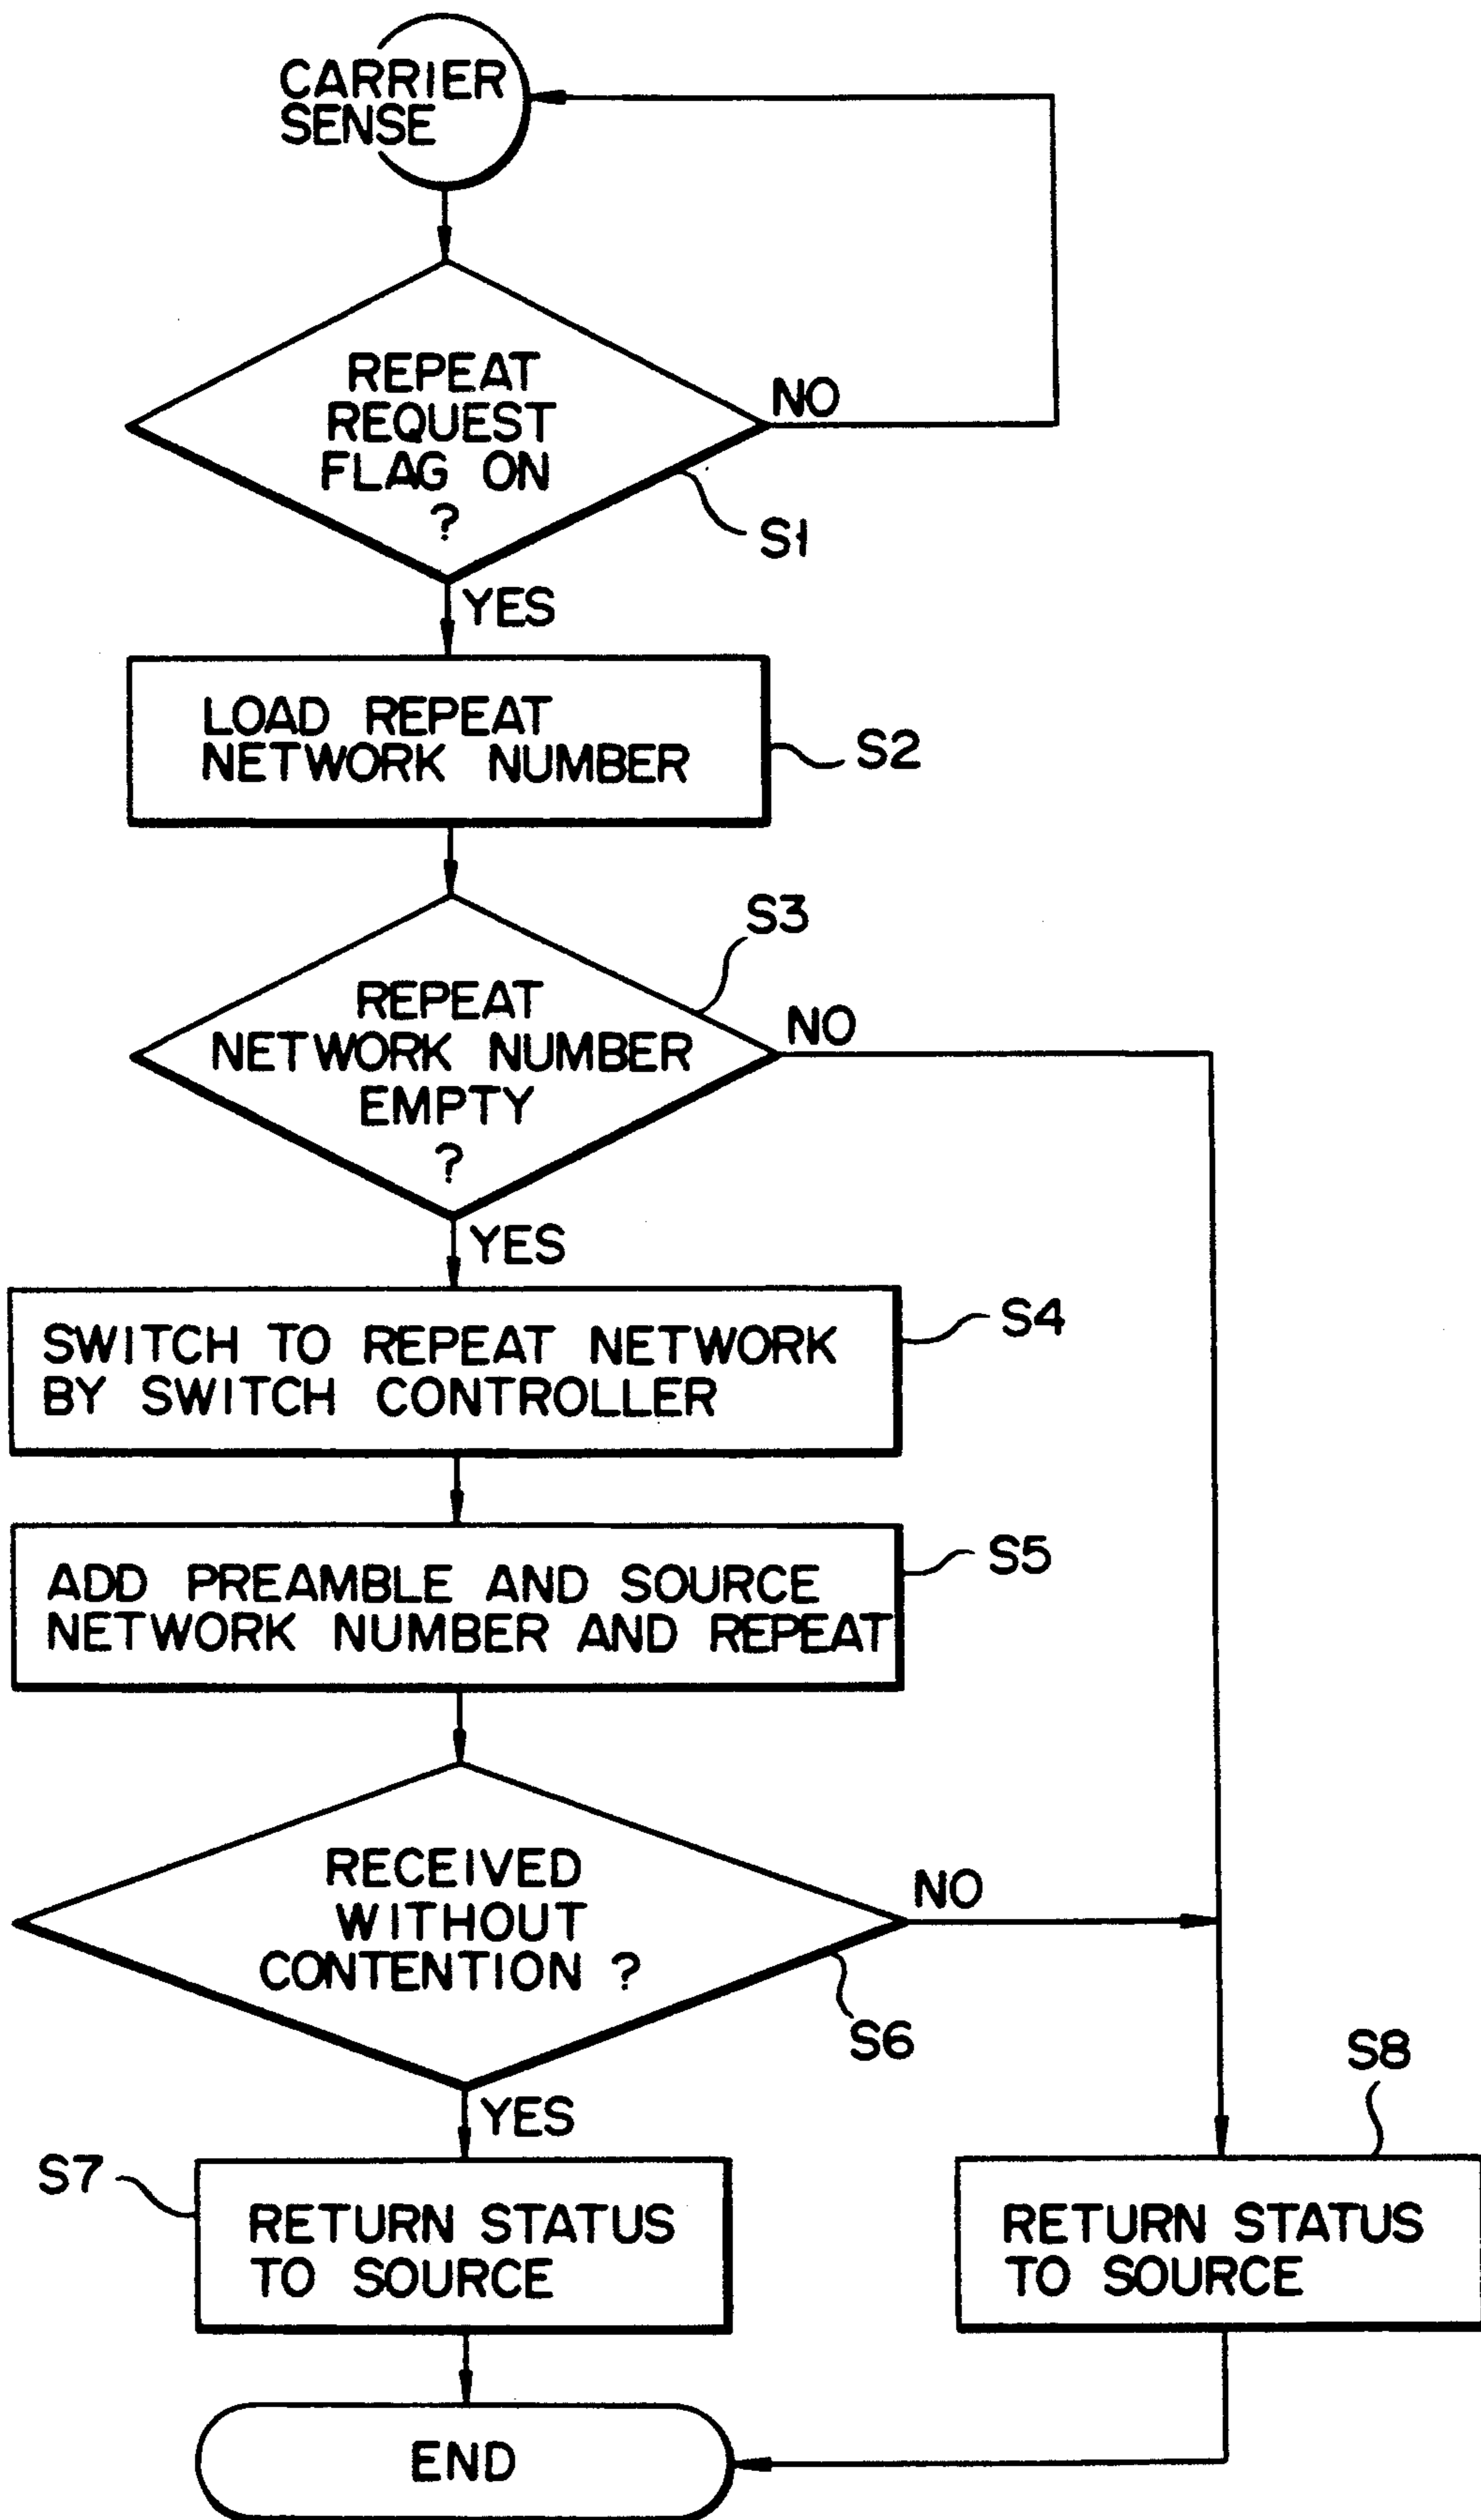 CARRIER
SENSE
REPEAT
REQUEST
FLAG ON
?
NO
S1
YES
LOAD REPEAT
NETWORK NUMBER
S2
S3
REPEAT
NETWORK NUMBER
EMPTY
?
NO
YES
SWITCH TO REPEAT NETWORK
BY SWITCH CONTROLLER
S4
ADD PREAMBLE AND SOURCE
NETWORK NUMBER AND REPEAT
S5
RECEIVED
WITHOUT
CONTENTION ?
NO
S6
YES
S7
RETURN STATUS
TO SOURCE
S8
RETURN STATUS
TO SOURCE
END